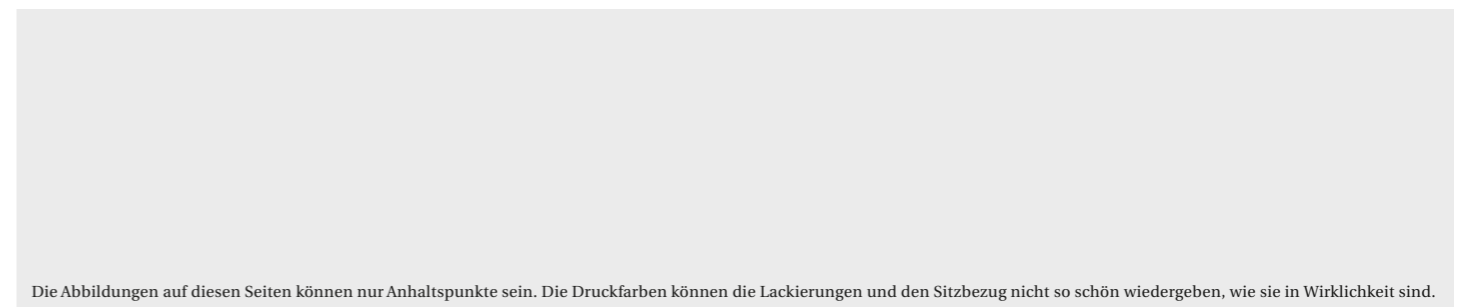 Die Abbildungen auf diesen Seiten können nur Anhaltspunkte sein. Die Druckfarben können die Lackierungen und den Sitzbezug nicht so schön wiedergeben, wie sie in Wirklichkeit sind.